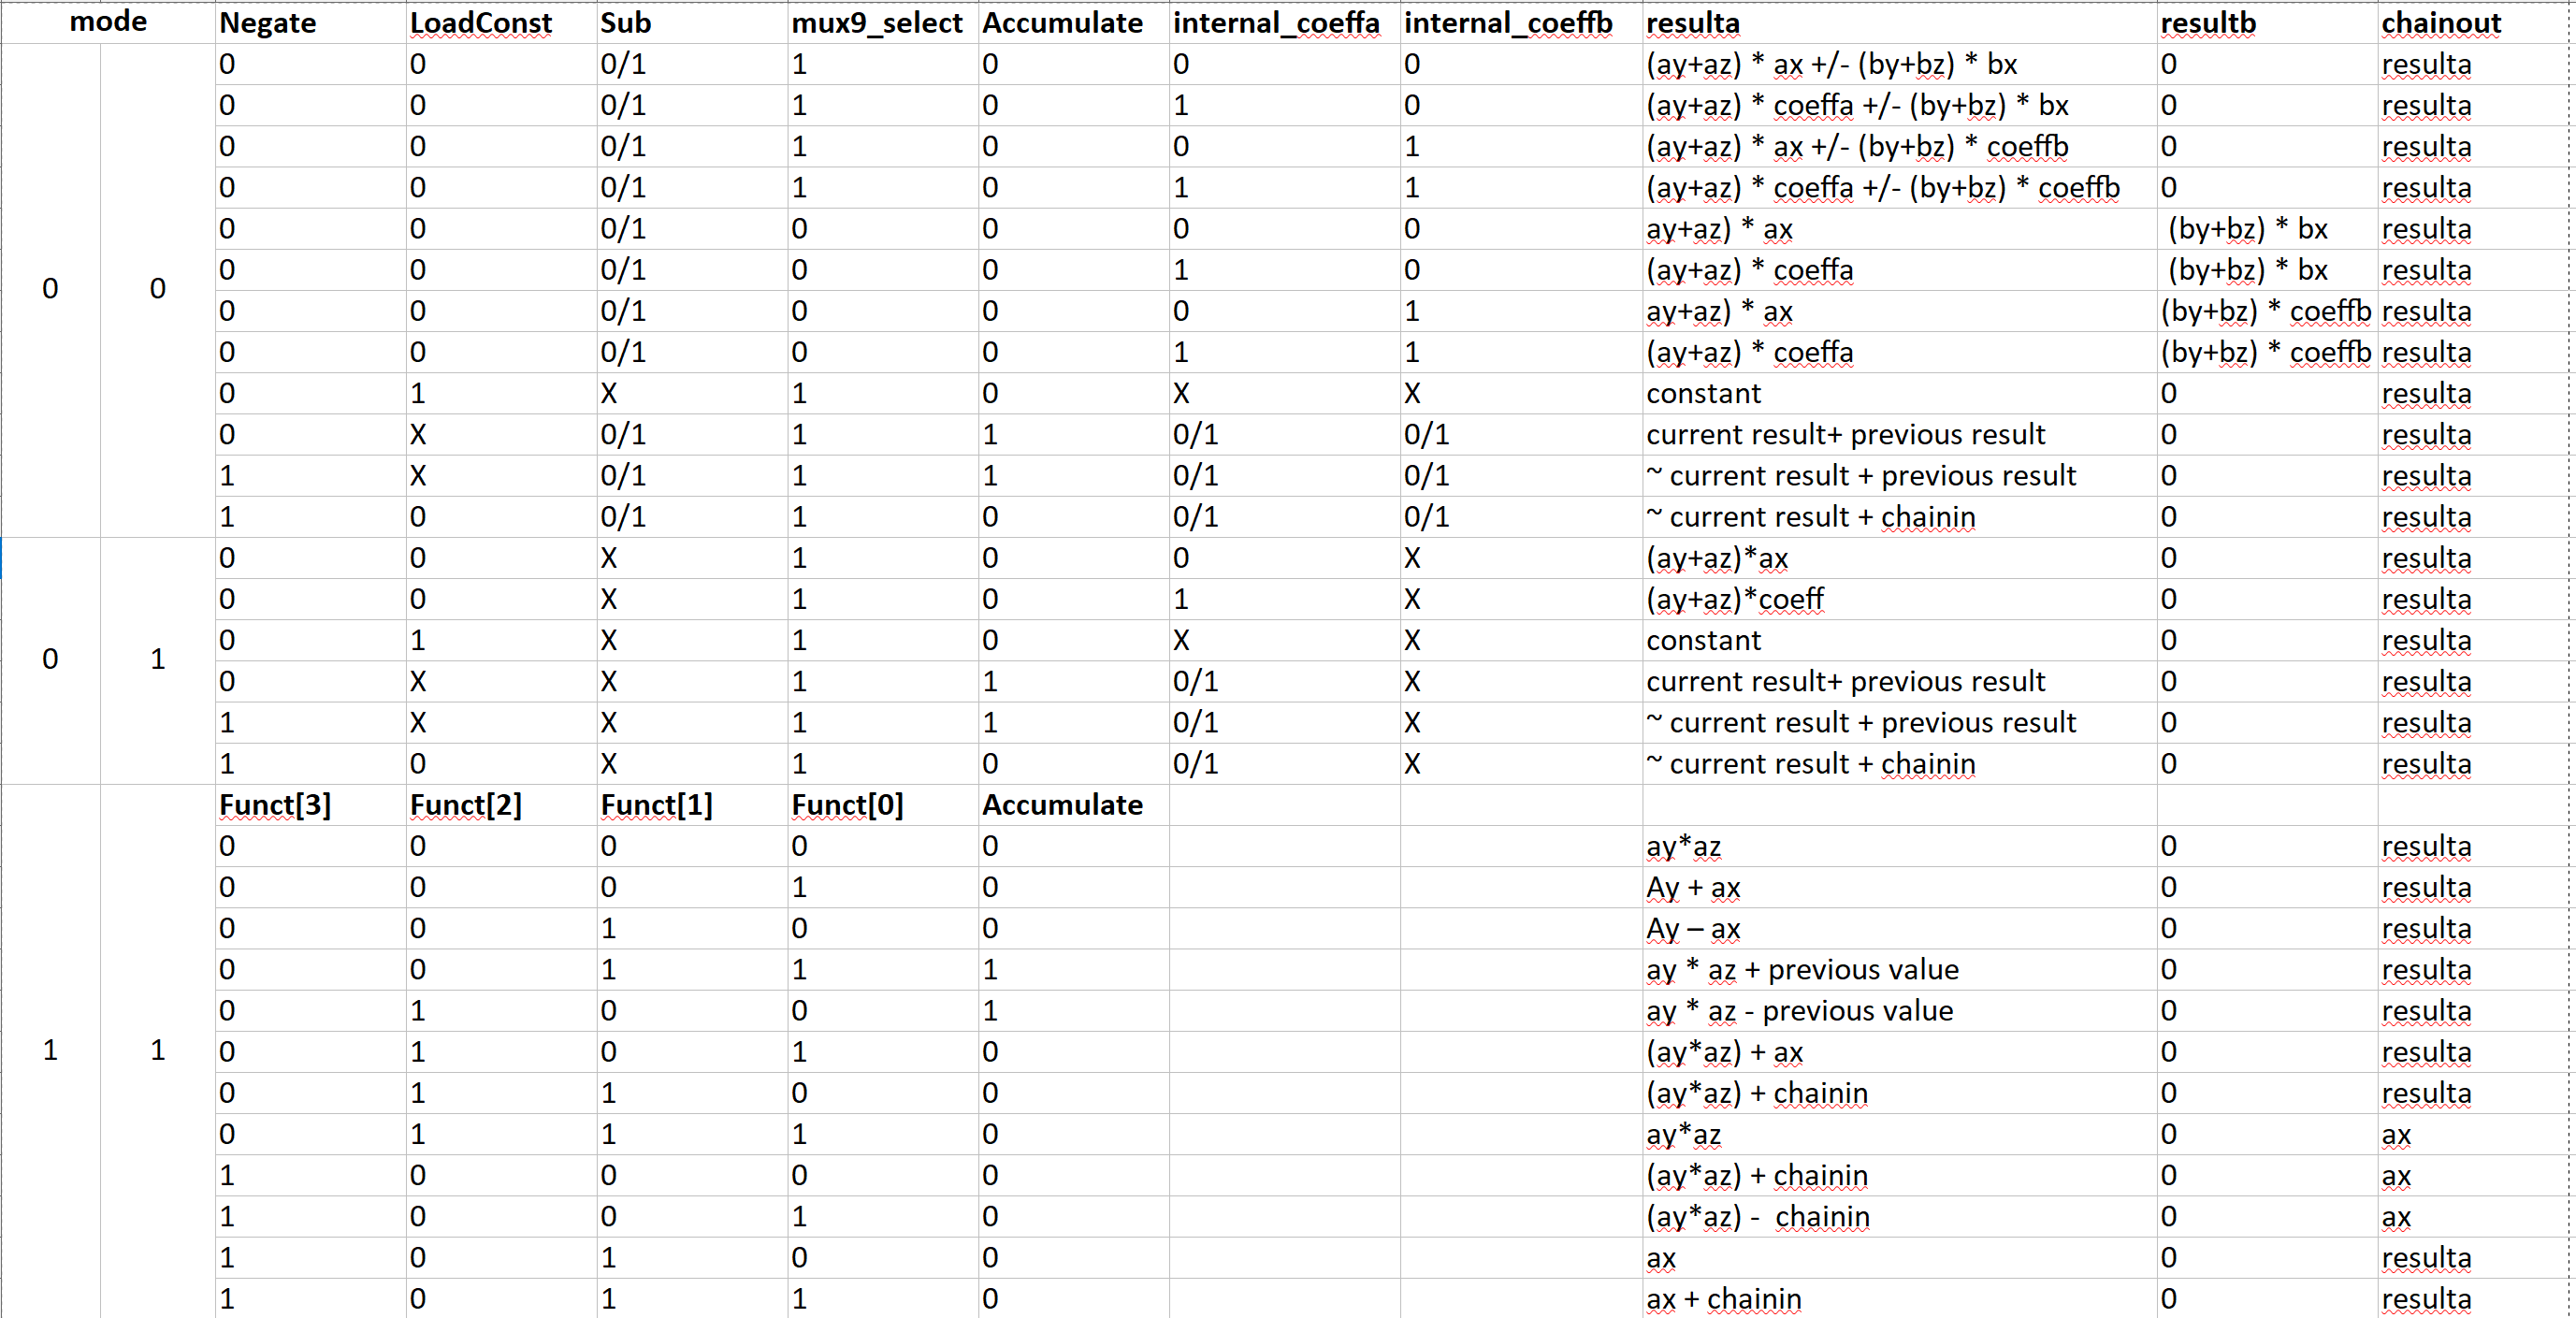 mode Negate LoadConst Sub mux9_select Accumulate internal_coeffa internal_coeffb resulta resultb chainout
0 0 0/1 1 0 0 0 (ay+az) * ax +/- (by+bz) * bx 0 resulta
0 0 0/1 1 0 1 0 (ay+az) * coeffa +/- (by+bz) * bx 0 resulta
0 0 0/1 1 0 0 1 (ay+az) * ax +/- (by+bz) * coeffb 0 resulta
0 0 0/1 1 0 1 1 (ay+az) * coeffa +/- (by+bz) * coeffb 0 resulta
0 0 0/1 0 0 0 0 ay+az) * ax (by+bz) * bx resulta
0 0 0 0 0/1 0 0 1 0 (ay+az) * coeffa (by+bz) * bx resulta
0 0 0/1 0 0 0 1 ay+az) * ax (by+bz) * coeffb resulta
0 0 0/1 0 0 1 1 (ay+az) * coeffa (by+bz) * coeffb resulta
0 1 X 1 0 X X constant 0 resulta
0 X 0/1 1 1 0/1 0/1 current result+ previous result 0 resulta
1 X 0/1 1 1 0/1 0/1 ~ current result + previous result 0 resulta
1 0 0/1 1 0 0/1 0/1 ~ current result + chainin 0 resulta
0 0 X 1 0 0 X (ay+az)*ax 0 resulta
0 0 X 1 0 1 X (ay+az)*coeff 0 resulta
0 1 0 1 X 1 0 X X constant 0 resulta
0 X X 1 1 0/1 X current result+ previous result 0 resulta
1 X X 1 1 0/1 X ~ current result + previous result 0 resulta
1 0 X 1 0 0/1 X ~ current result + chainin 0 resulta
Funct[3] Funct[2] Funct[1] Funct[0] Accumulate
0 0 0 0 0 ay*az 0 resulta
0 0 0 1 0 Ay + ax 0 resulta
0 0 1 0 0 Ay – ax 0 resulta
0 0 1 1 1 ay * az + previous value 0 resulta
0 1 0 0 1 ay * az - previous value 0 resulta
1 1 0 1 0 1 0 (ay*az) + ax 0 resulta
0 1 1 0 0 (ay*az) + chainin 0 resulta
0 1 1 1 0 ay*az 0 ax
1 0 0 0 0 (ay*az) + chainin 0 ax
1 0 0 1 0 (ay*az) - chainin 0 ax
1 0 1 0 0 ax 0 resulta
1 0 1 1 0 ax + chainin 0 resulta